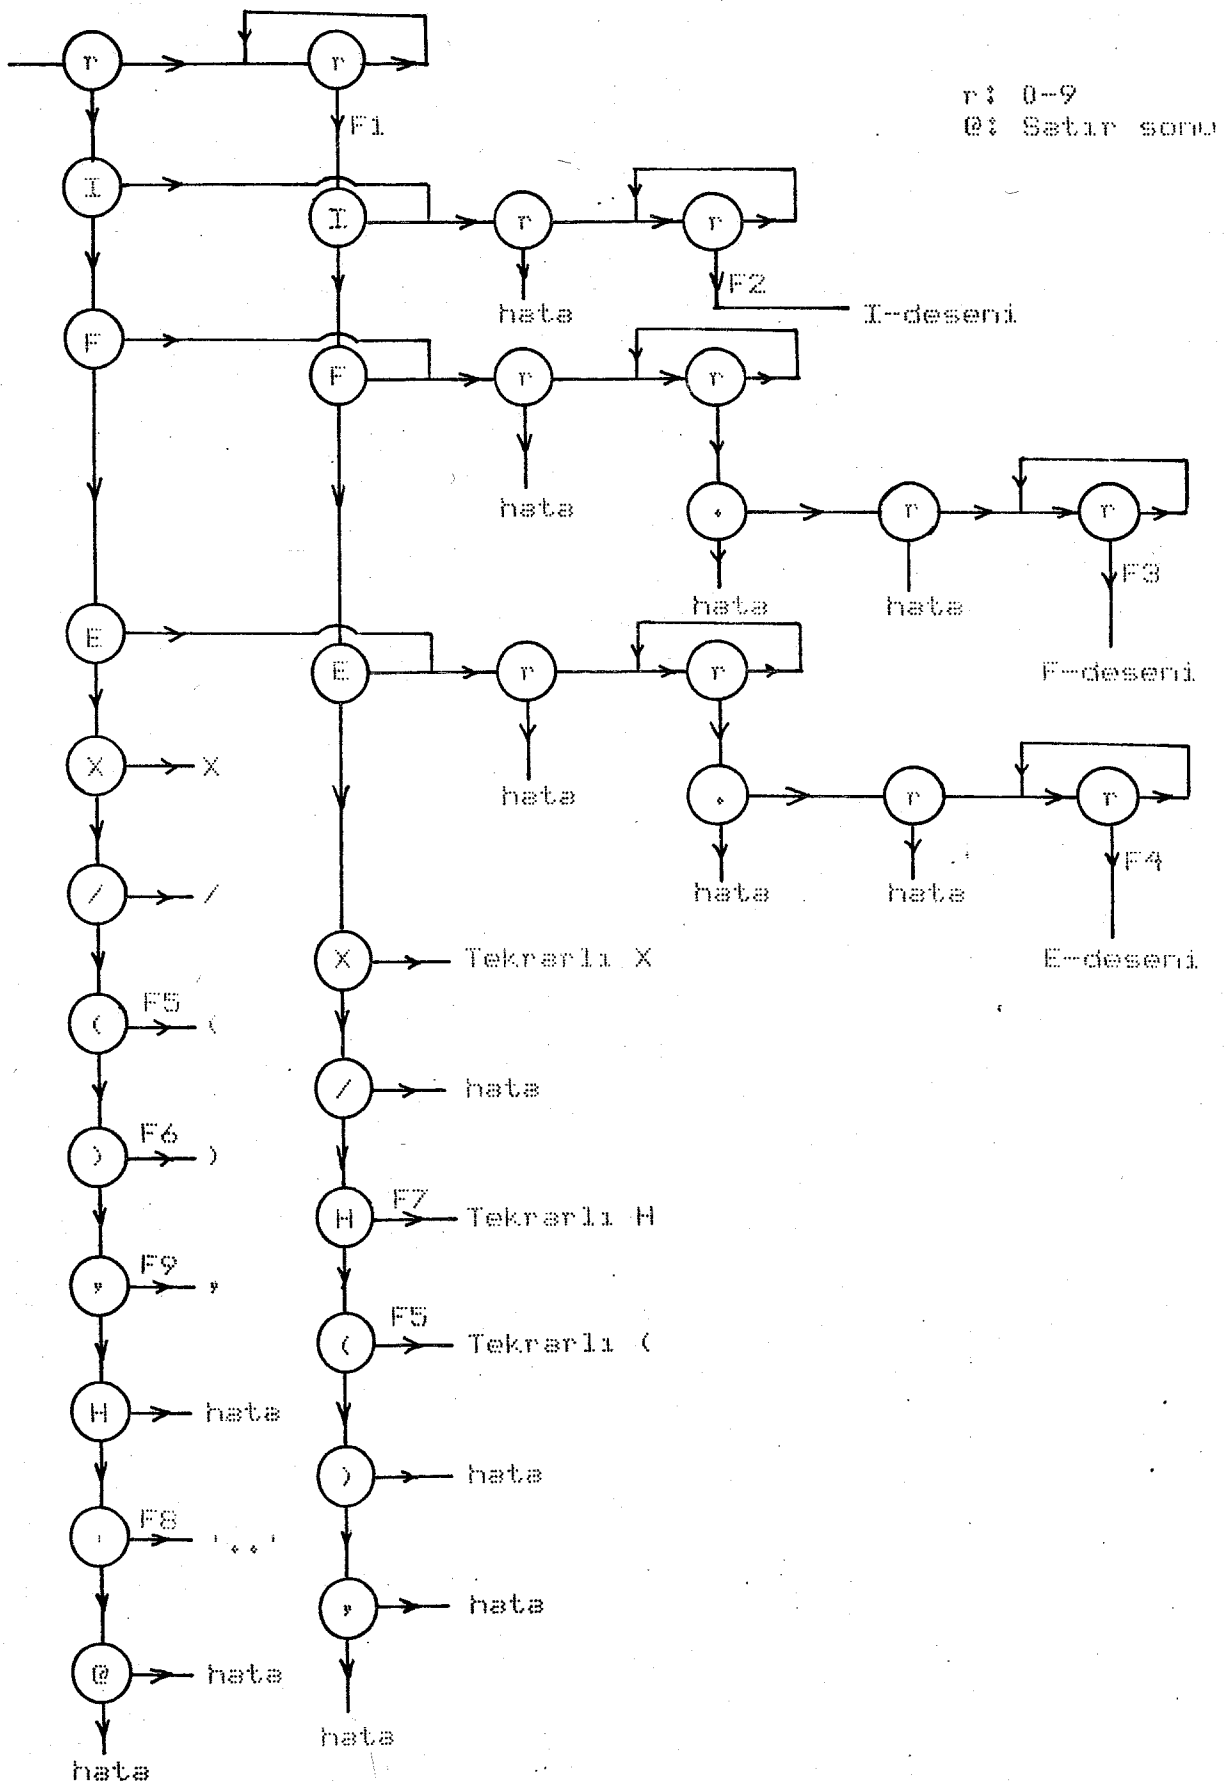 r r
r: 0-9
@: Satır sonu
F1
I I r r
F2
hata I-deseni
F F r r
hata . r r
F3
hata hata
E E r r F-deseni
X X hata . r r
F4
/ / hata hata
X Tekrarlı X E-deseni
F5
( (
/ hata
F6
) )
F7
H Tekrarlı H
F9
, ,
F5
( Tekrarlı (
H hata
) hata
F8
' '..'
, hata
@ hata
hata
hata